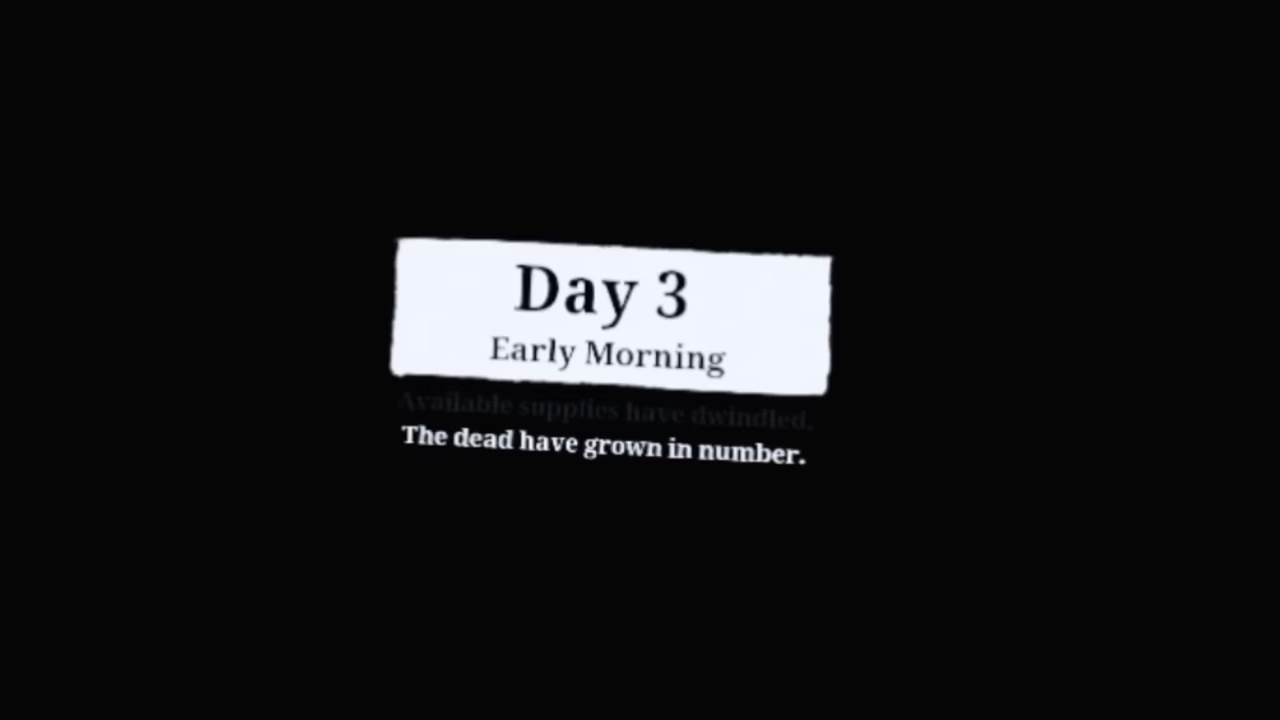 Day 3
Early Morning
Available supplies have dwindled.
The dead have grown in number.